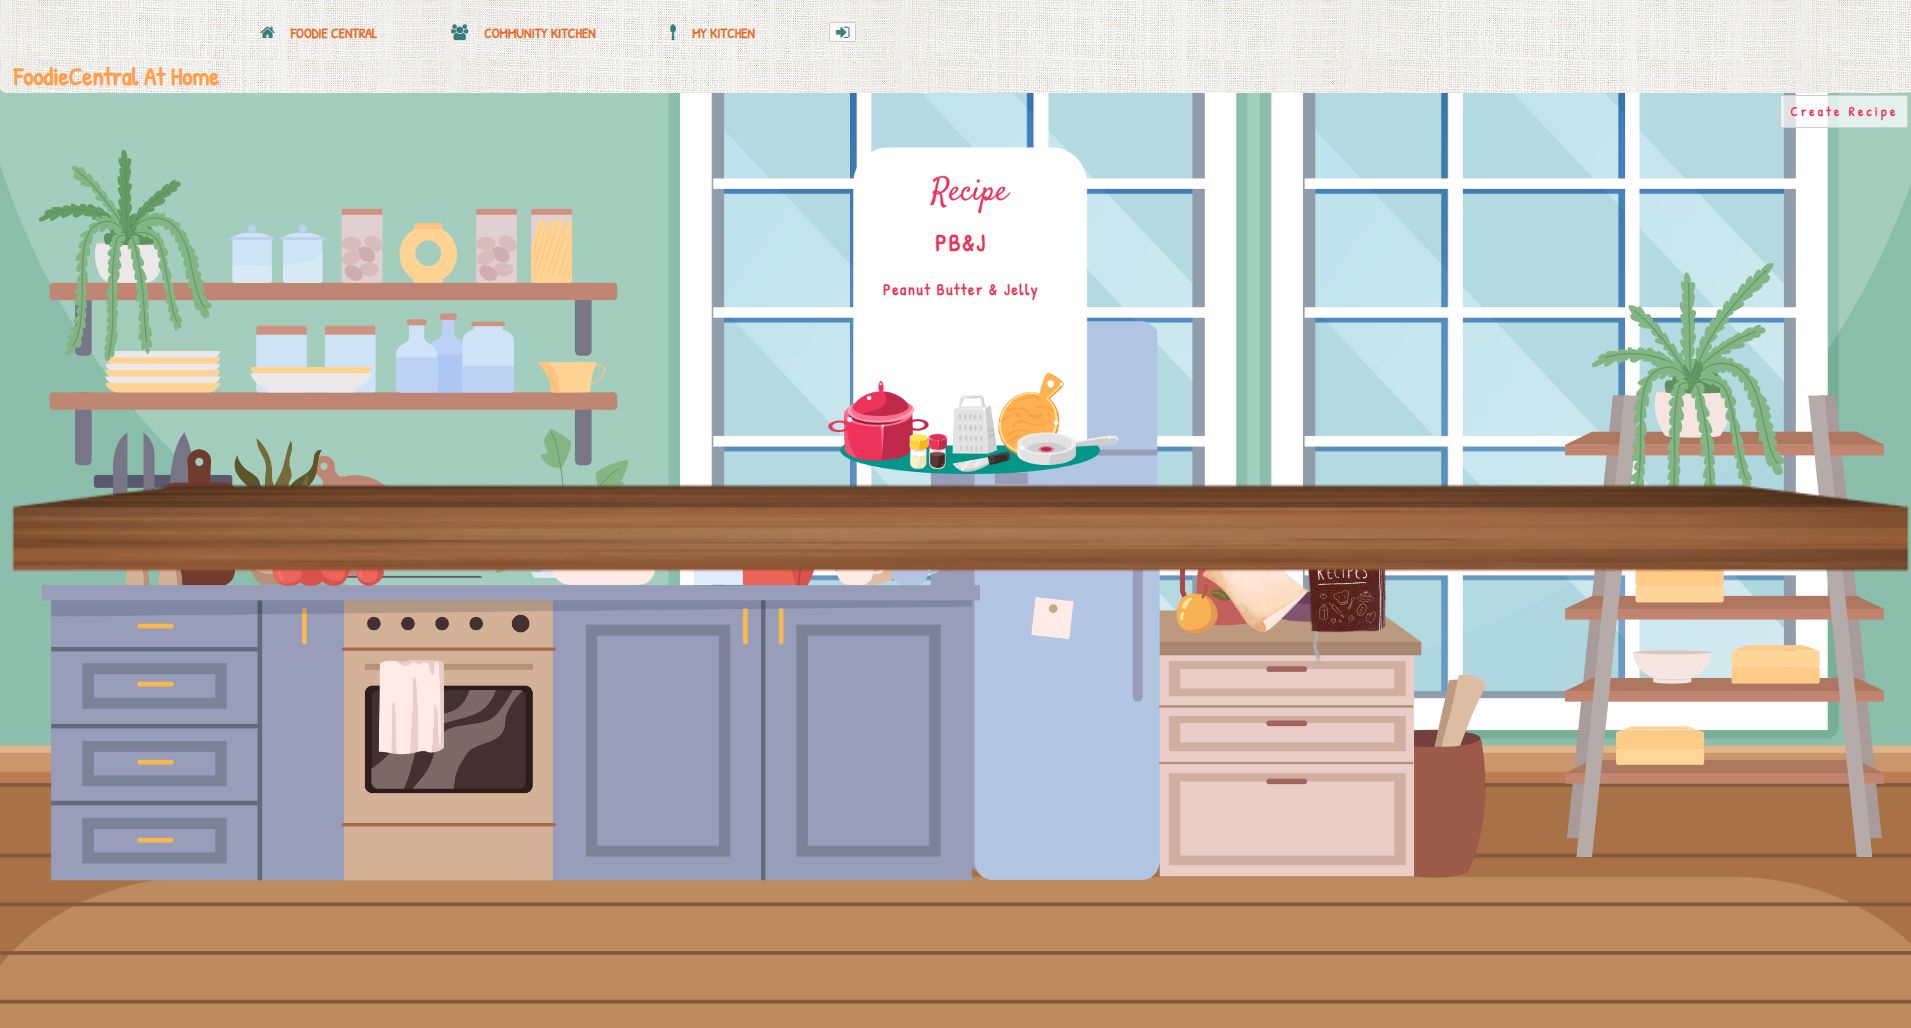 FOODIE CENTRAL
COMMUNITY KITCHEN
MY KITCHEN
FoodieCentral At Home
Create Recipe
Recipe
PB&J
Peanut Butter & Jelly
RECIPES